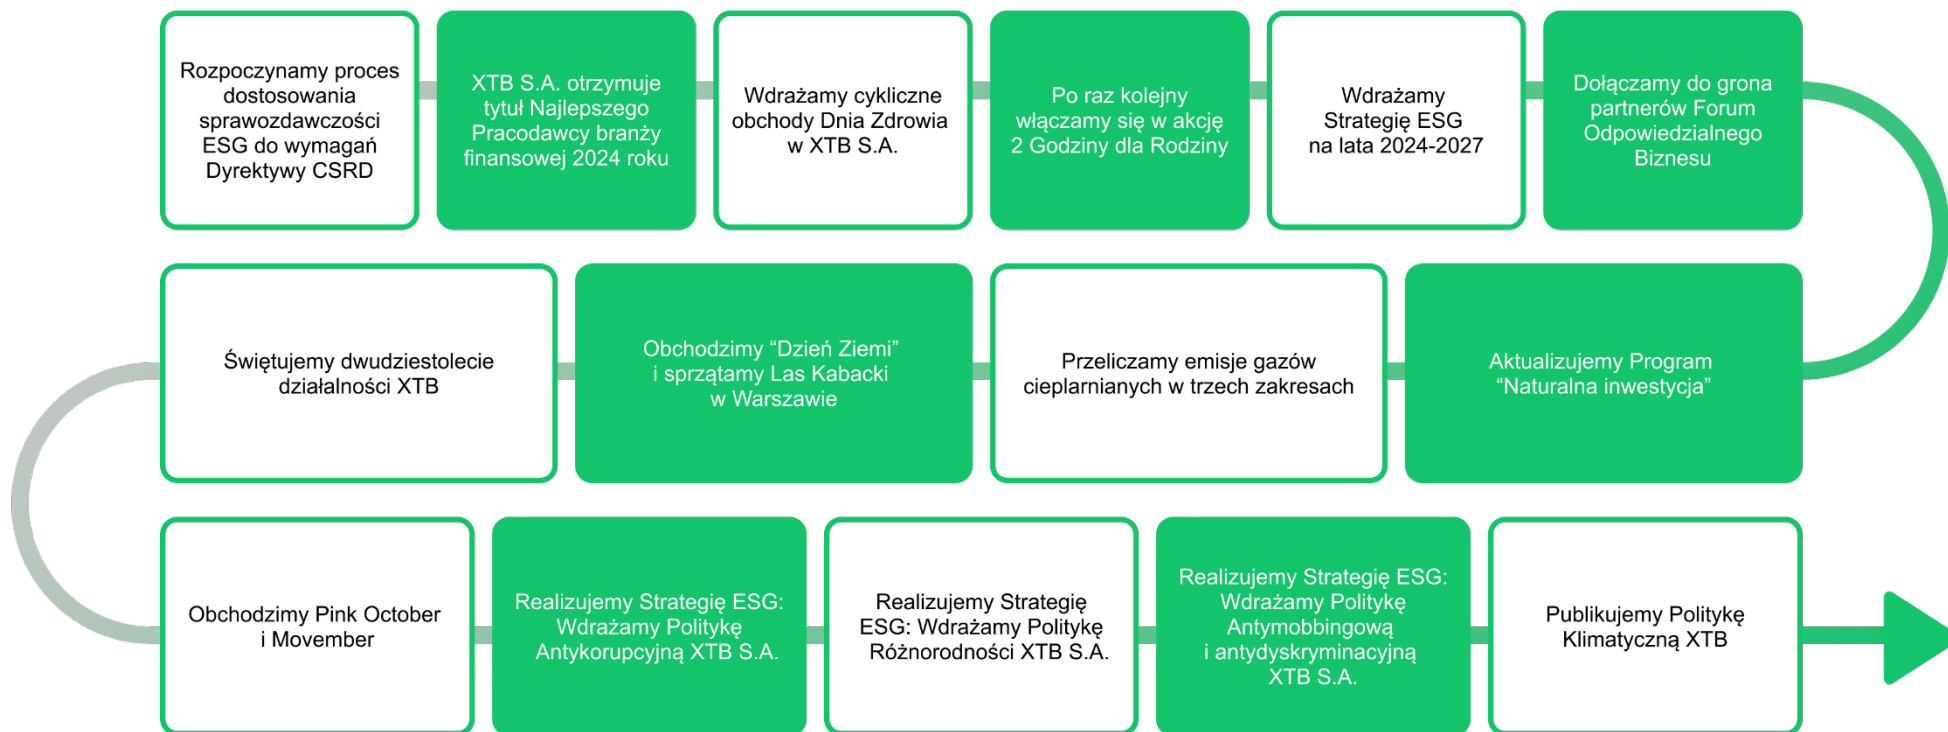 Rozpoczynamy proces
dostosowania
sprawozdawczości
ESG do wymagań
Dyrektywy CSRD
XTB S.A. otrzymuje
tytuł Najlepszego
Pracodawcy branży
finansowej 2024 roku
Wdrażamy cykliczne
obchody Dnia Zdrowia
w XTB S.A.
Po raz kolejny
włączamy się w akcję
2 Godziny dla Rodziny
Wdrażamy
Strategię ESG
na lata 2024-2027
Dołączamy do grona
partnerów Forum
Odpowiedzialnego
Biznesu
Aktualizujemy Program
“Naturalna inwestycja”
Przeliczamy emisje gazów
cieplarnianych w trzech zakresach
Obchodzimy “Dzień Ziemi”
i sprzątamy Las Kabacki
w Warszawie
Świętujemy dwudziestolecie
działalności XTB
Obchodzimy Pink October
i Movember
Realizujemy Strategię ESG:
Wdrażamy Politykę
Antykorupcyjną XTB S.A.
Realizujemy Strategię
ESG: Wdrażamy Politykę
Różnorodności XTB S.A.
Realizujemy Strategię ESG:
Wdrażamy Politykę
Antymobbingową
i antydyskryminacyjną
XTB S.A.
Publikujemy Politykę
Klimatyczną XTB